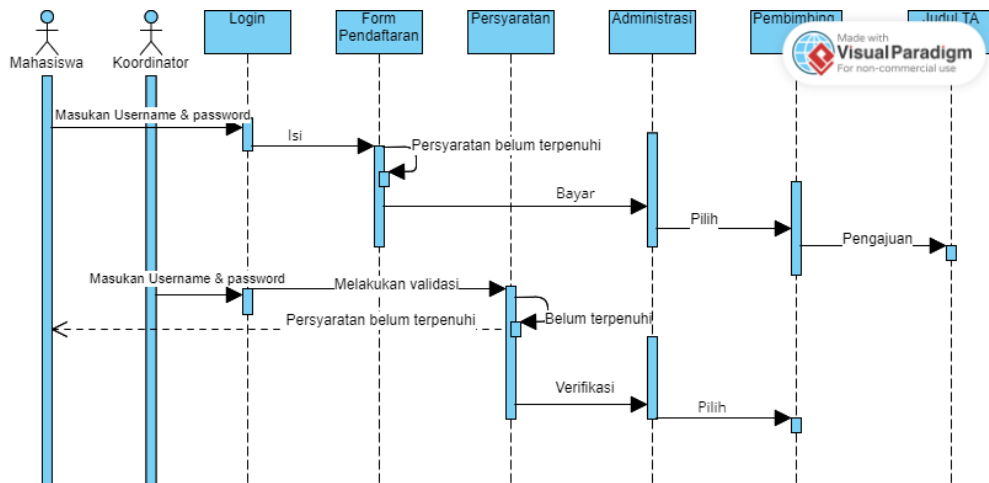 Login
Form
Pendaftaran
Persyaratan
Administrasi
Pembimbing
Judul TA
Mahasiswa
Koordinator
Made with
Visual Paradigm
For non-commercial use
Masukan Username & password
Isi
Persyaratan belum terpenuhi
Bayar
Pilih
Pengajuan
Masukan Username & password
Melakukan validasi
Persyaratan belum terpenuhi
Belum terpenuhi
Verifikasi
Pilih